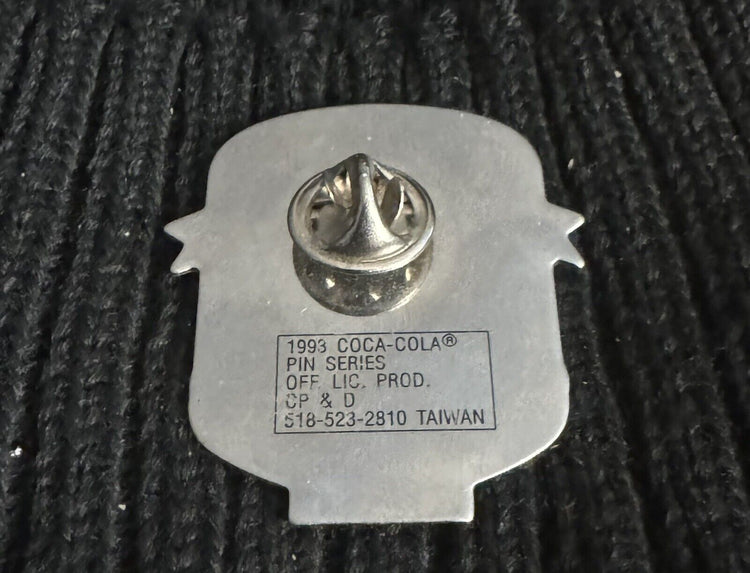 1993 COCA-COLA®
PIN SERIES
OFF. LIC. PROD.
CP & D
518-523-2810 TAIWAN